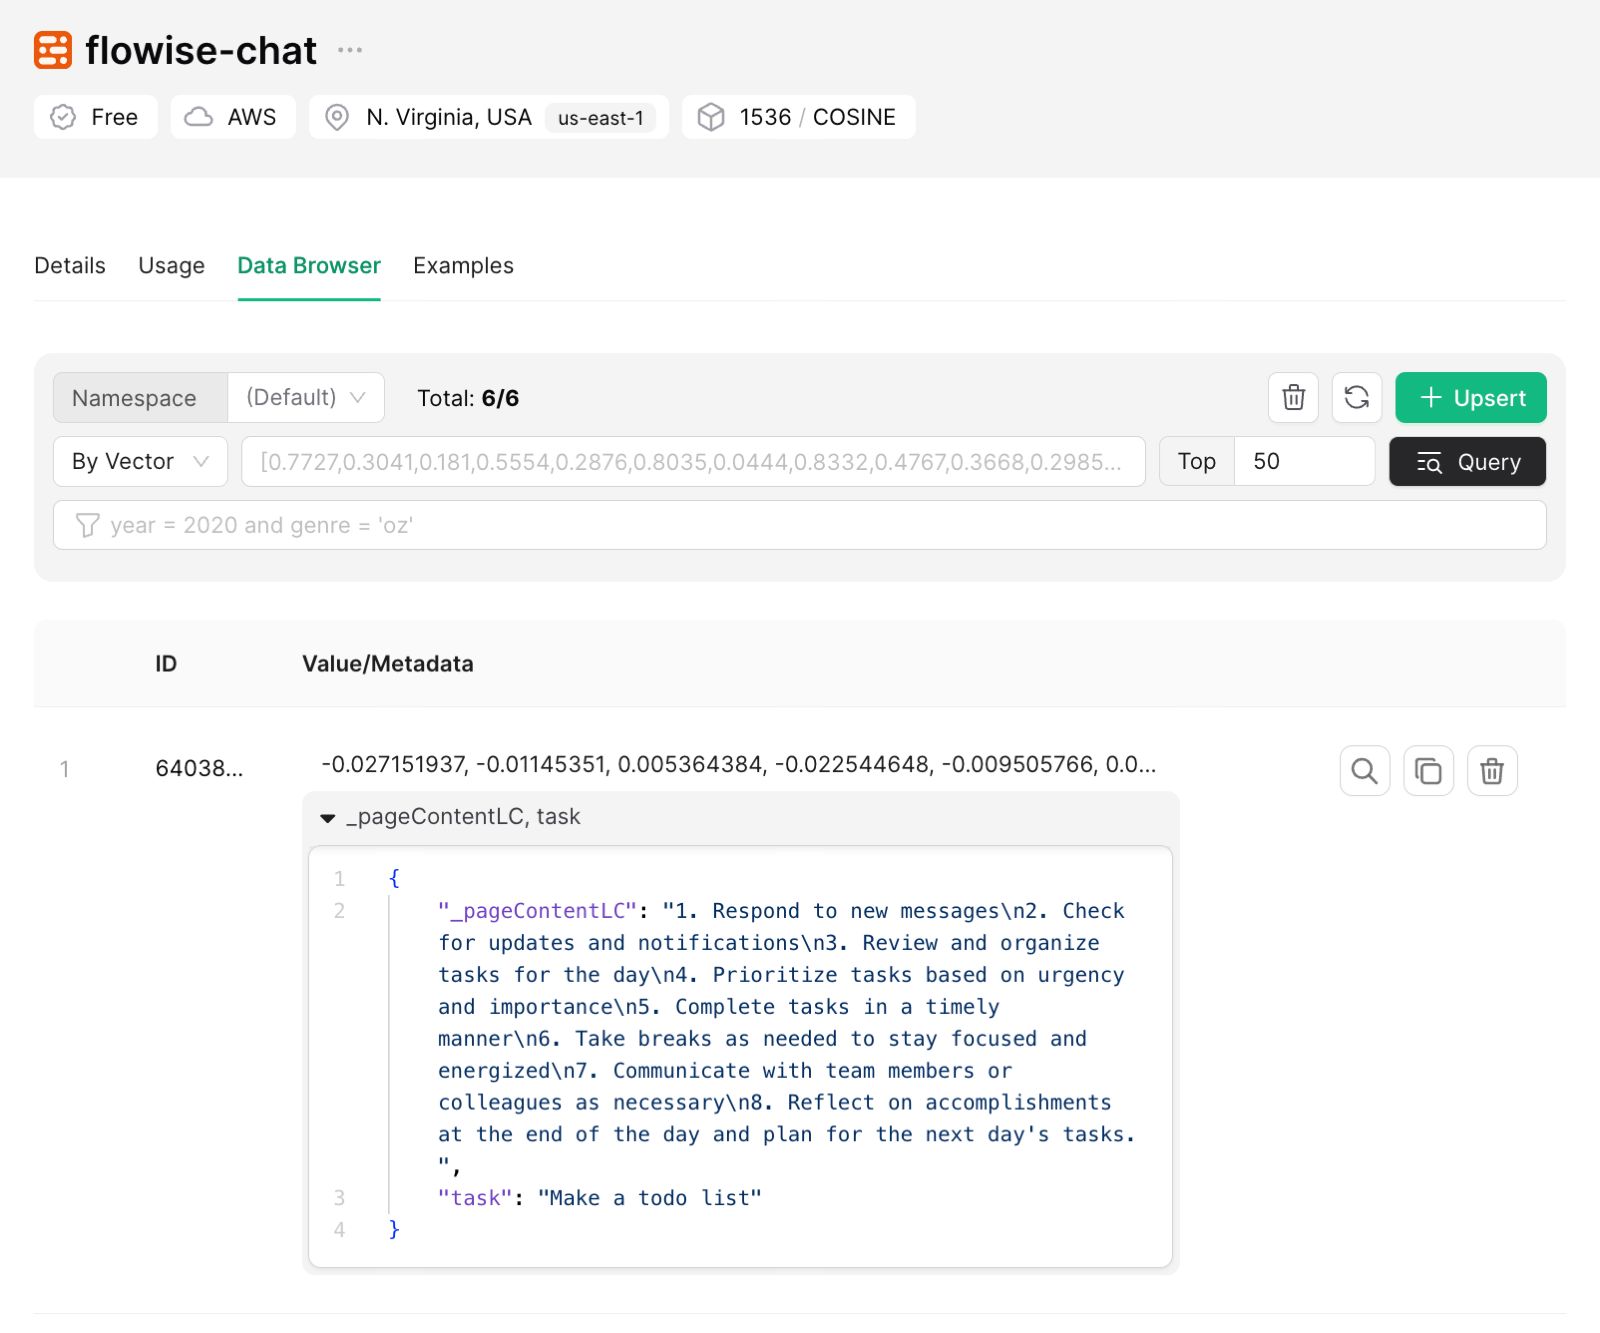 flowise-chat ···
Free AWS N. Virginia, USA us-east-1 1536 / COSINE
Details Usage Data Browser Examples
Namespace (Default) Total: 6/6 + Upsert
By Vector [0.7727,0.3041,0.181,0.5554,0.2876,0.8035,0.0444,0.8332,0.4767,0.3668,0.2985... Top 50 Query
year = 2020 and genre = 'oz'
ID Value/Metadata
1 64038... -0.027151937, -0.01145351, 0.005364384, -0.022544648, -0.009505766, 0.0...
_pageContentLC, task
1 {
2 "_pageContentLC": "1. Respond to new messages\n2. Check
for updates and notifications\n3. Review and organize
tasks for the day\n4. Prioritize tasks based on urgency
and importance\n5. Complete tasks in a timely
manner\n6. Take breaks as needed to stay focused and
energized\n7. Communicate with team members or
colleagues as necessary\n8. Reflect on accomplishments
at the end of the day and plan for the next day's tasks.
",
3 "task": "Make a todo list"
4 }